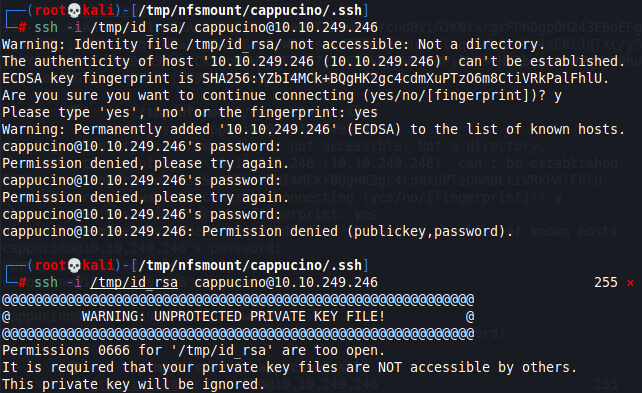 ┌──(root💀kali)-[/tmp/nfsmount/cappucino/.ssh]
└─# ssh -i /tmp/id_rsa/ cappucino@10.10.249.246
Warning: Identity file /tmp/id_rsa/ not accessible: Not a directory.
The authenticity of host '10.10.249.246 (10.10.249.246)' can't be established.
ECDSA key fingerprint is SHA256:YZbI4MCk+BQgHK2gc4cdmXuPTzO6m8CtiVRkPalFhlU.
Are you sure you want to continue connecting (yes/no/[fingerprint])? y
Please type 'yes', 'no' or the fingerprint: yes
Warning: Permanently added '10.10.249.246' (ECDSA) to the list of known hosts.
cappucino@10.10.249.246's password:
Permission denied, please try again.
cappucino@10.10.249.246's password:
Permission denied, please try again.
cappucino@10.10.249.246's password:
cappucino@10.10.249.246: Permission denied (publickey,password).
┌──(root💀kali)-[/tmp/nfsmount/cappucino/.ssh]
└─# ssh -i /tmp/id_rsa cappucino@10.10.249.246 255 ⨯
@@@@@@@@@@@@@@@@@@@@@@@@@@@@@@@@@@@@@@@@@@@@@@@@@@@@@@@@@@@
@ WARNING: UNPROTECTED PRIVATE KEY FILE! @
@@@@@@@@@@@@@@@@@@@@@@@@@@@@@@@@@@@@@@@@@@@@@@@@@@@@@@@@@@@
Permissions 0666 for '/tmp/id_rsa' are too open.
It is required that your private key files are NOT accessible by others.
This private key will be ignored.